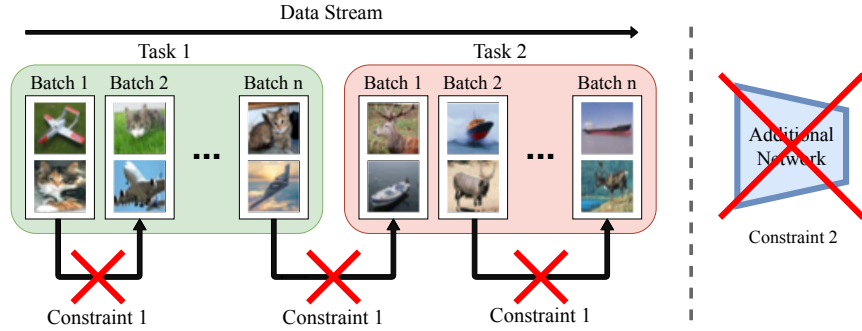 Data Stream
Task 1
Task 2
Batch 1
Batch 2
Batch n
Batch 1
Batch 2
Batch n
...
...
Additional
Network
Constraint 2
Constraint 1
Constraint 1
Constraint 1